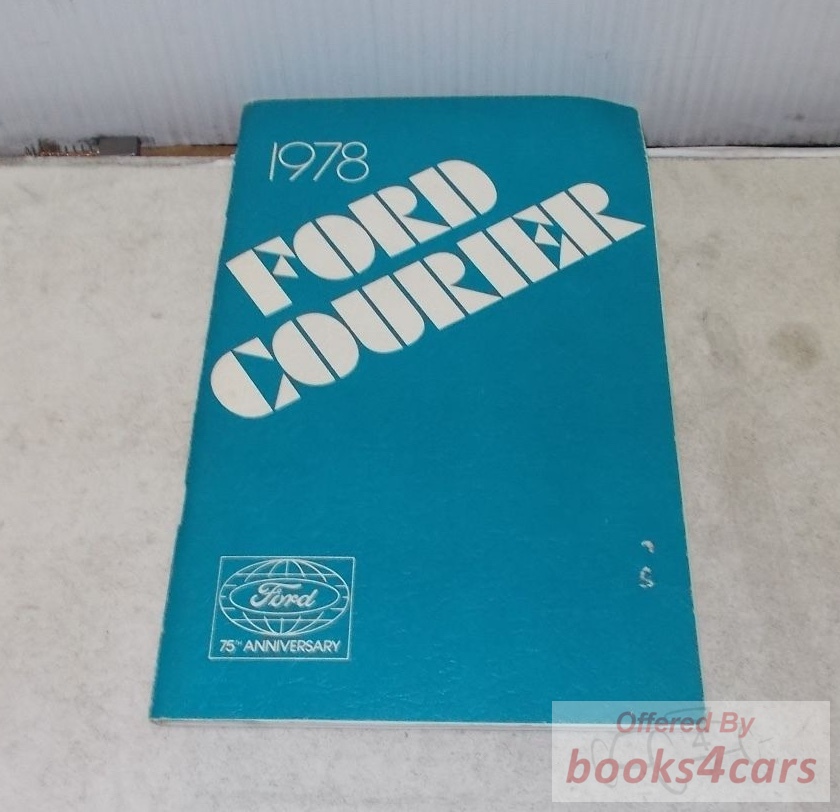 1978
FORD
COURIER
Ford
75TH ANNIVERSARY
Offered By
books4cars